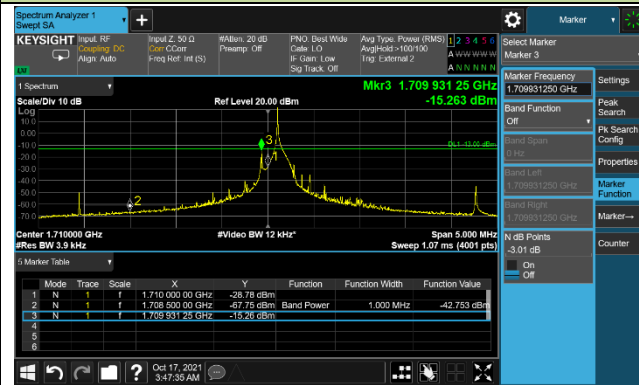 Spectrum Analyzer 1
Swept SA
KEYSIGHT
Input: RF
Coupling: DC
Align: Auto
Input Z: 50 Ω
Corr CCorr
Freq Ref: Int (S)
#Atten: 20 dB
Preamp: Off
PNO: Best Wide
Gate: LO
IF Gain: Low
Sig Track: Off
Avg Type: Power (RMS)
Avg|Hold:>100/100
Trig: External 2
1 2 3 4 5 6
A W W W W W
A N N N N N
1 Spectrum
Scale/Div 10 dB
Log
Ref Level 20.00 dBm
Mkr3 1.709 931 25 GHz
-15.263 dBm
10.0
0.00
-10.0
-20.0
-30.0
-40.0
-50.0
-60.0
-70.0
DL1 -13.00 dBm
3
2
Center 1.710000 GHz
#Res BW 3.9 kHz
#Video BW 12 kHz*
Span 5.000 MHz
Sweep 1.07 ms (4001 pts)
5 Marker Table
Mode Trace Scale X Y Function Function Width Function Value
1 N 1 f 1.710 000 00 GHz -28.78 dBm
2 N 1 f 1.708 500 00 GHz -67.75 dBm Band Power 1.000 MHz -42.753 dBm
3 N 1 f 1.709 931 25 GHz -15.26 dBm
4
5
6
Oct 17, 2021
3:47:35 AM
Marker
Select Marker
Marker 3
Marker Frequency
1.709931250 GHz
Band Function
Off
Band Span
0 Hz
Band Left
1.709931250 GHz
Band Right
1.709931250 GHz
N dB Points
-3.01 dB
On
Off
Settings
Peak
Search
Pk Search
Config
Properties
Marker
Function
Marker→
Counter